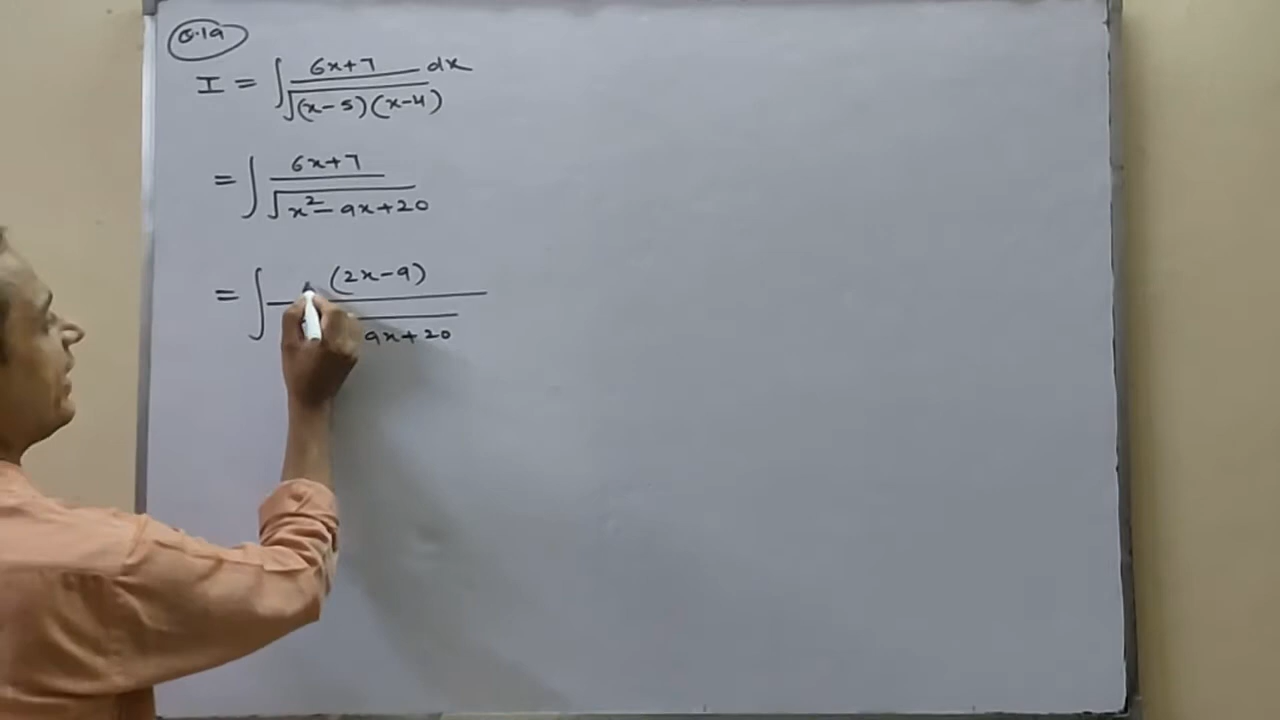 Q.19
I = ∫ 6x+7 / √(x-5)(x-4) dx
= ∫ 6x+7 / √x²-9x+20
= ∫ (2x-9) / 9x+20